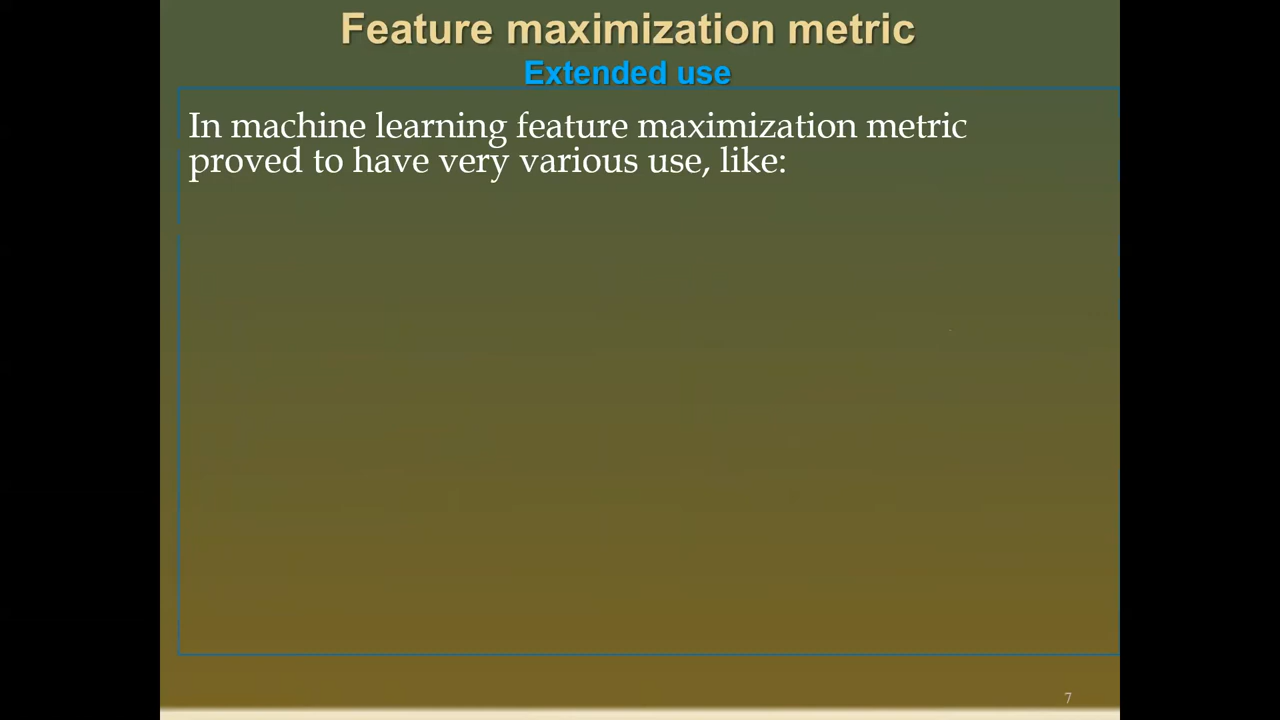 Feature maximization metric
Extended use
In machine learning feature maximization metric
proved to have very various use, like:
7